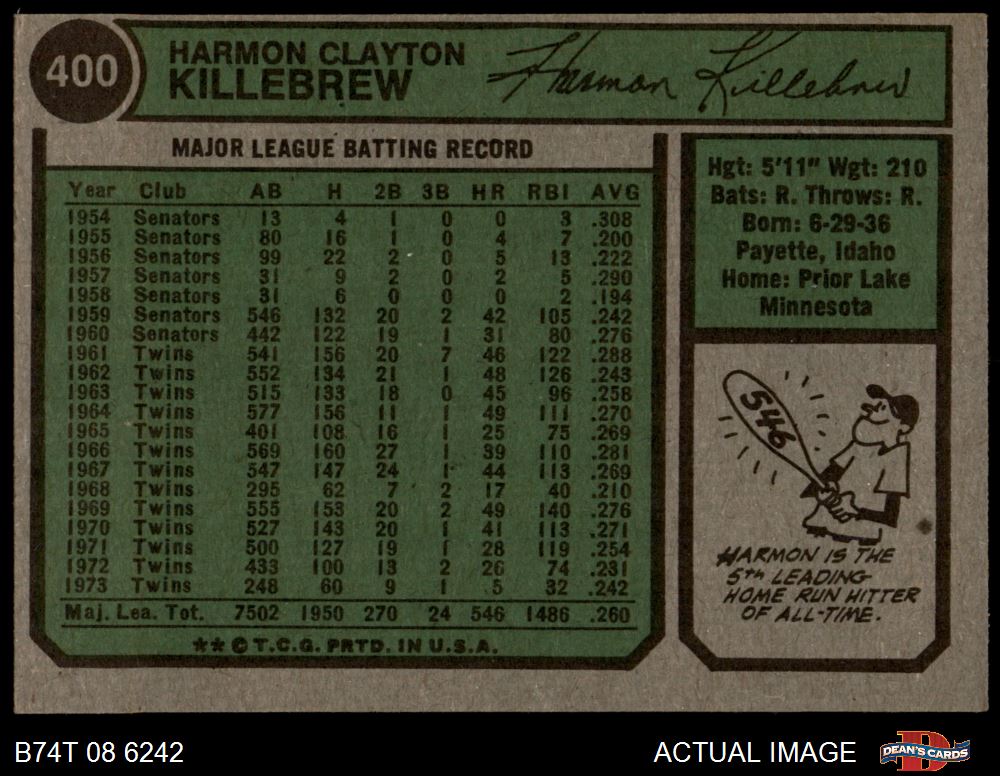 400
HARMON CLAYTON
KILLEBREW
Harmon Killebrew
MAJOR LEAGUE BATTING RECORD
Year Club AB H 2B 3B HR RBI AVG
1954 Senators 13 4 1 0 0 3 .308
1955 Senators 80 16 1 0 4 7 .200
1956 Senators 99 22 2 0 5 13 .222
1957 Senators 31 9 2 0 2 5 .290
1958 Senators 31 6 0 0 0 2 .194
1959 Senators 546 132 20 2 42 105 .242
1960 Senators 442 122 19 1 31 80 .276
1961 Twins 541 156 20 7 46 122 .288
1962 Twins 552 134 21 1 48 126 .243
1963 Twins 515 133 18 0 45 96 .258
1964 Twins 577 156 11 1 49 111 .270
1965 Twins 401 108 16 1 25 75 .269
1966 Twins 569 160 27 1 39 110 .281
1967 Twins 547 147 24 1 44 113 .269
1968 Twins 295 62 7 2 17 40 .210
1969 Twins 555 153 20 2 49 140 .276
1970 Twins 527 143 20 1 41 113 .271
1971 Twins 500 127 19 1 28 119 .254
1972 Twins 433 100 13 2 26 74 .231
1973 Twins 248 60 9 1 5 32 .242
Maj. Lea. Tot. 7502 1950 270 24 546 1486 .260
** © T.C.G. PRTD. IN U.S.A.
Hgt: 5'11" Wgt: 210
Bats: R. Throws: R.
Born: 6-29-36
Payette, Idaho
Home: Prior Lake
Minnesota
546
HARMON IS THE
5TH LEADING
HOME RUN HITTER
OF ALL-TIME.
B74T 08 6242
ACTUAL IMAGE
D
DEAN'S CARDS